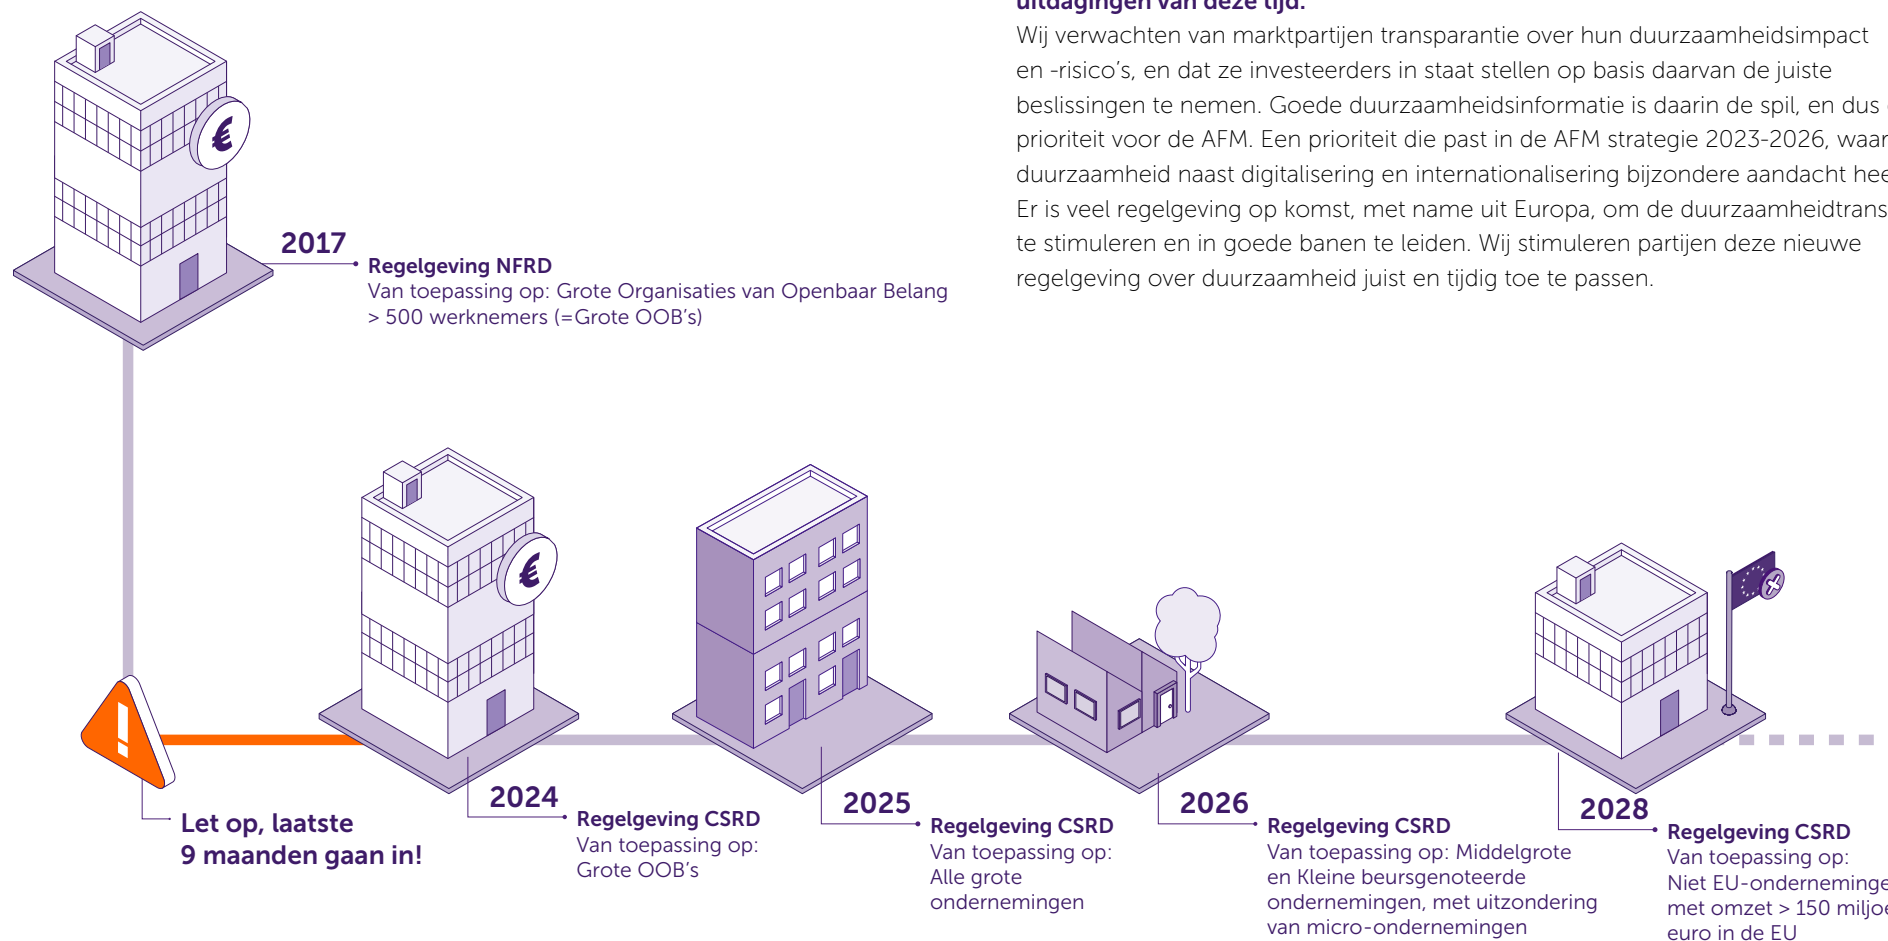 uitdagingen van deze tijd.
Wij verwachten van marktpartijen transparantie over hun duurzaamheidsimpact
en -risico's, en dat ze investeerders in staat stellen op basis daarvan de juiste
beslissingen te nemen. Goede duurzaamheidsinformatie is daarin de spil, en dus
prioriteit voor de AFM. Een prioriteit die past in de AFM strategie 2023-2026, waar
duurzaamheid naast digitalisering en internationalisering bijzondere aandacht
Er is veel regelgeving op komst, met name uit Europa, om de
te stimuleren en in goede banen te leiden. Wij stimuleren partijen deze nieuwe
regelgeving over duurzaamheid juist en tijdig toe te passen.
€
2017
Regelgeving NFRD
Van toepassing op: Grote Organisaties van Openbaar Belang
> 500 werknemers (=Grote OOB's)
!
Let op, laatste
9 maanden gaan in!
€
2024
Regelgeving CSRD
Van toepassing op:
Grote OOB's
2025
Regelgeving CSRD
Van toepassing op:
Alle grote
ondernemingen
2026
Regelgeving CSRD
Van toepassing op: Middelgrote
en Kleine beursgenoteerde
ondernemingen, met uitzondering
van micro-ondernemingen
2028
Regelgeving CSRD
Van toepassing op:
Niet
met omzet > 150
euro in de EU